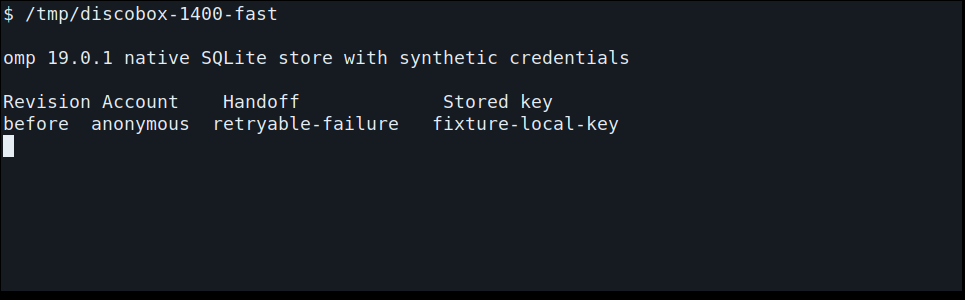 $ /tmp/discobox-1400-fast
omp 19.0.1 native SQLite store with synthetic credentials
Revision Account    Handoff             Stored key
before  anonymous  retryable-failure   fixture-local-key